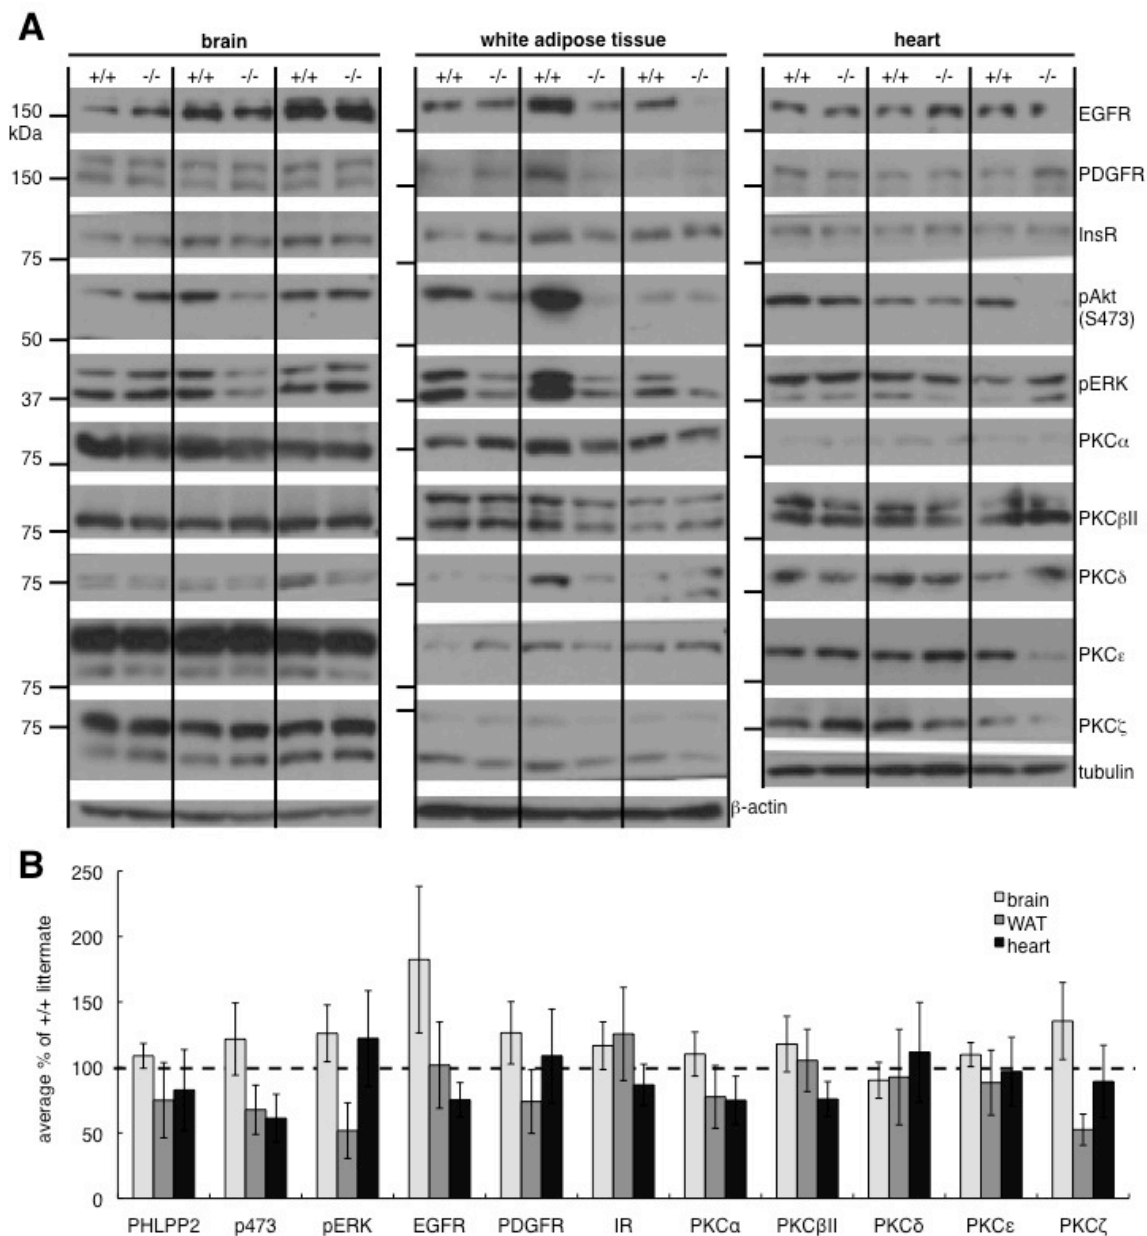 A
brain white adipose tissue heart
+/+ -/- +/+ -/- +/+ -/- +/+ -/- +/+ -/- +/+ -/- +/+ -/- +/+ -/- +/+ -/-
150 kDa EGFR
150 PDGFR
InsR
75
pAkt (S473)
50
pERK
37
PKCα
75
PKCβII
75
75 PKCδ
PKCε
75
75 PKCζ
tubulin
β-actin
B
average % of +/+ littermate
250
200
150
100
50
0
brain
WAT
heart
PHLPP2 p473 pERK EGFR PDGFR IR PKCα PKCβII PKCδ PKCε PKCζ